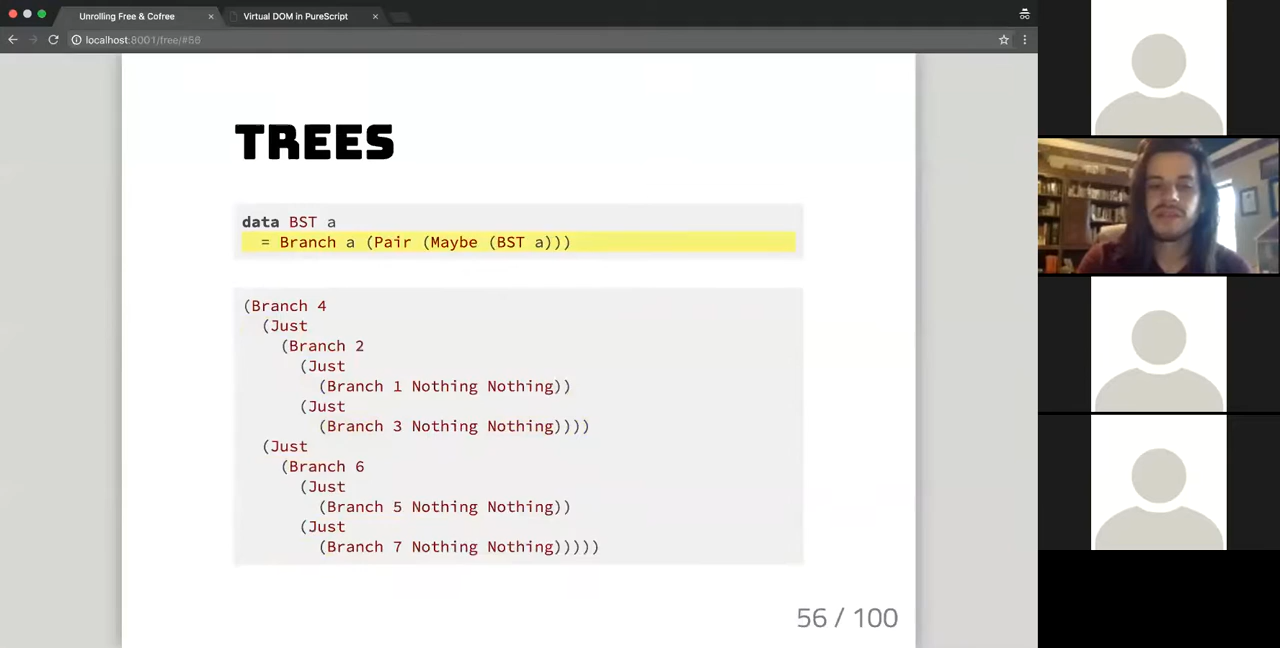 Unrolling Free & Cofree
Virtual DOM in PureScript
localhost:8001/free/#56
TREES
data BST a
= Branch a (Pair (Maybe (BST a)))
(Branch 4
(Just
(Branch 2
(Just
(Branch 1 Nothing Nothing))
(Just
(Branch 3 Nothing Nothing))))
(Just
(Branch 6
(Just
(Branch 5 Nothing Nothing))
(Just
(Branch 7 Nothing Nothing)))))
56 / 100